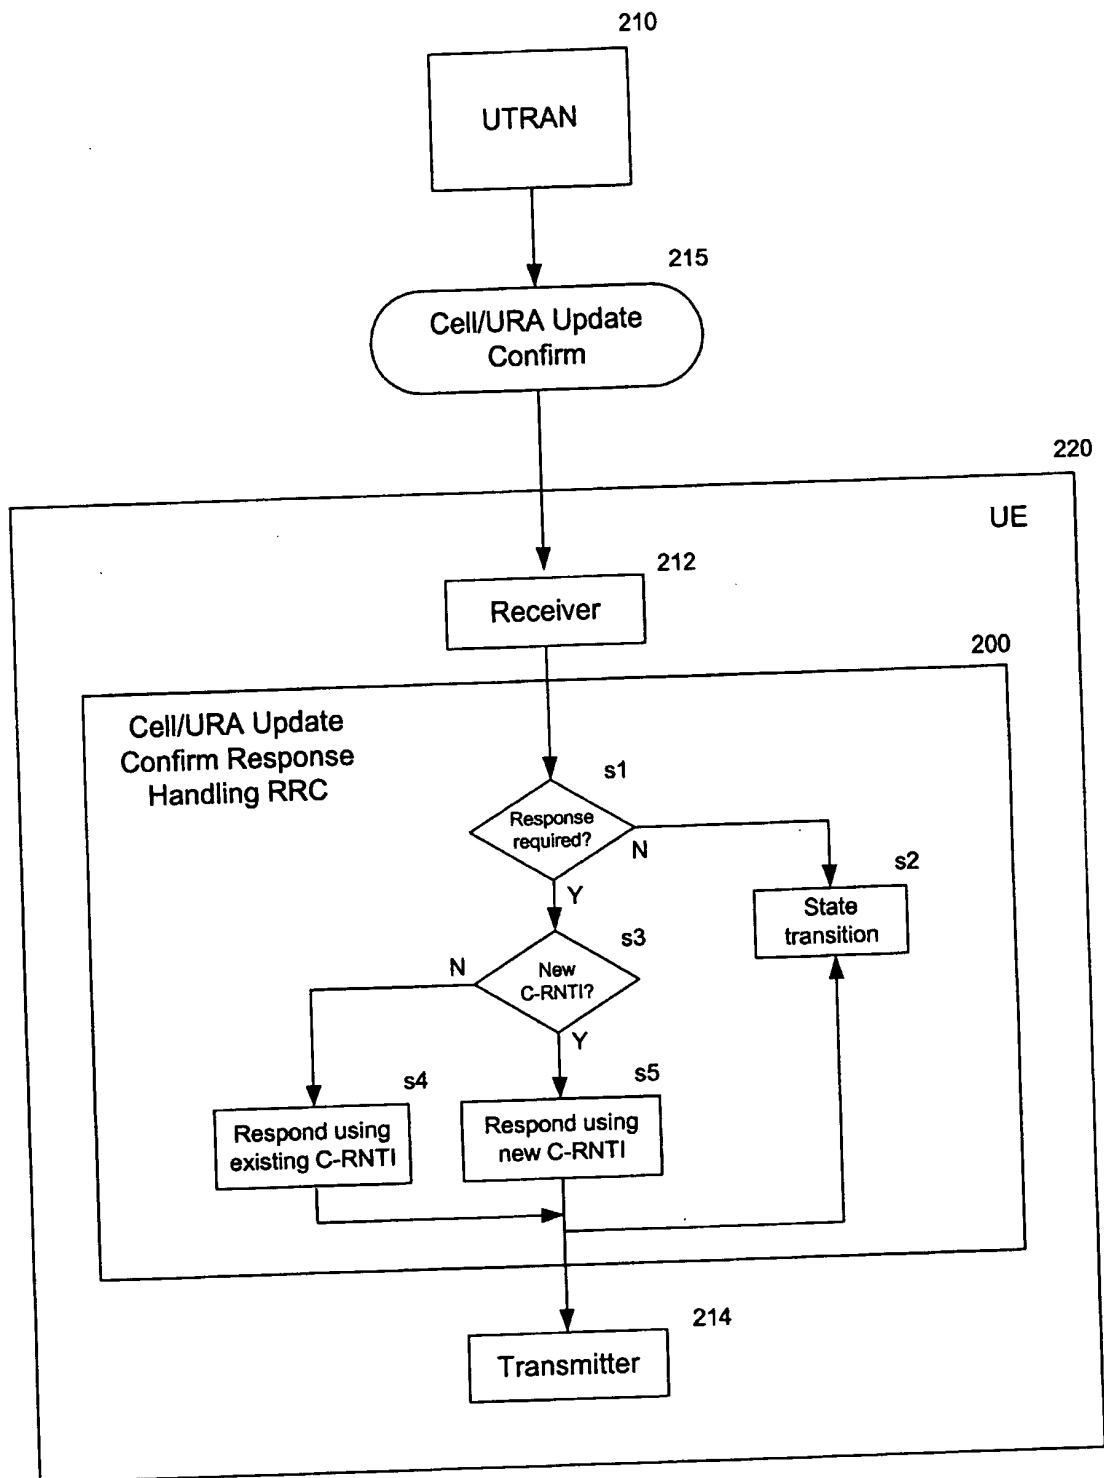 210
UTRAN
215
Cell/URA Update
Confirm
220
UE
212
Receiver
200
Cell/URA Update
Confirm Response
Handling RRC
s1
Response
required?
N
s2
Y
State
transition
s3
N
New
C-RNTI?
Y
s4
s5
Respond using
existing C-RNTI
Respond using
new C-RNTI
214
Transmitter